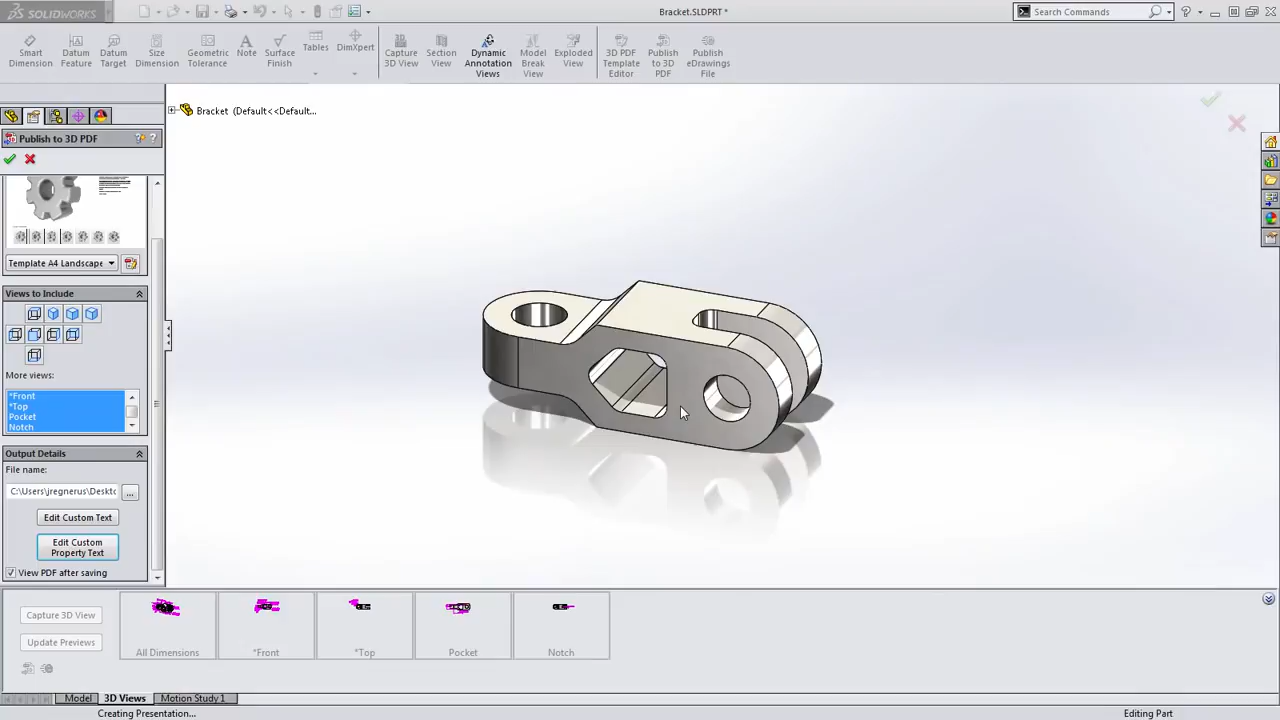 SOLIDWORKS
Bracket.SLDPRT *
Search Commands
Smart
Dimension
Datum
Feature
Datum
Target
Size
Dimension
Geometric
Tolerance
Note
Surface
Finish
Tables
DimXpert
Capture
3D View
Section
View
Dynamic
Annotation
Views
Model
Break
View
Exploded
View
3D PDF
Template
Editor
Publish
to 3D
PDF
Publish
eDrawings
File
Bracket (Default<<Default...
Publish to 3D PDF
Template A4 Landscape
Views to Include
More views:
*Front
*Top
Pocket
Notch
Output Details
File name:
C:\Users\jregnerus\Deskto
...
Edit Custom Text
Edit Custom
Property Text
View PDF after saving
Capture 3D View
Update Previews
All Dimensions
*Front
*Top
Pocket
Notch
Model
3D Views
Motion Study 1
Creating Presentation...
Editing Part